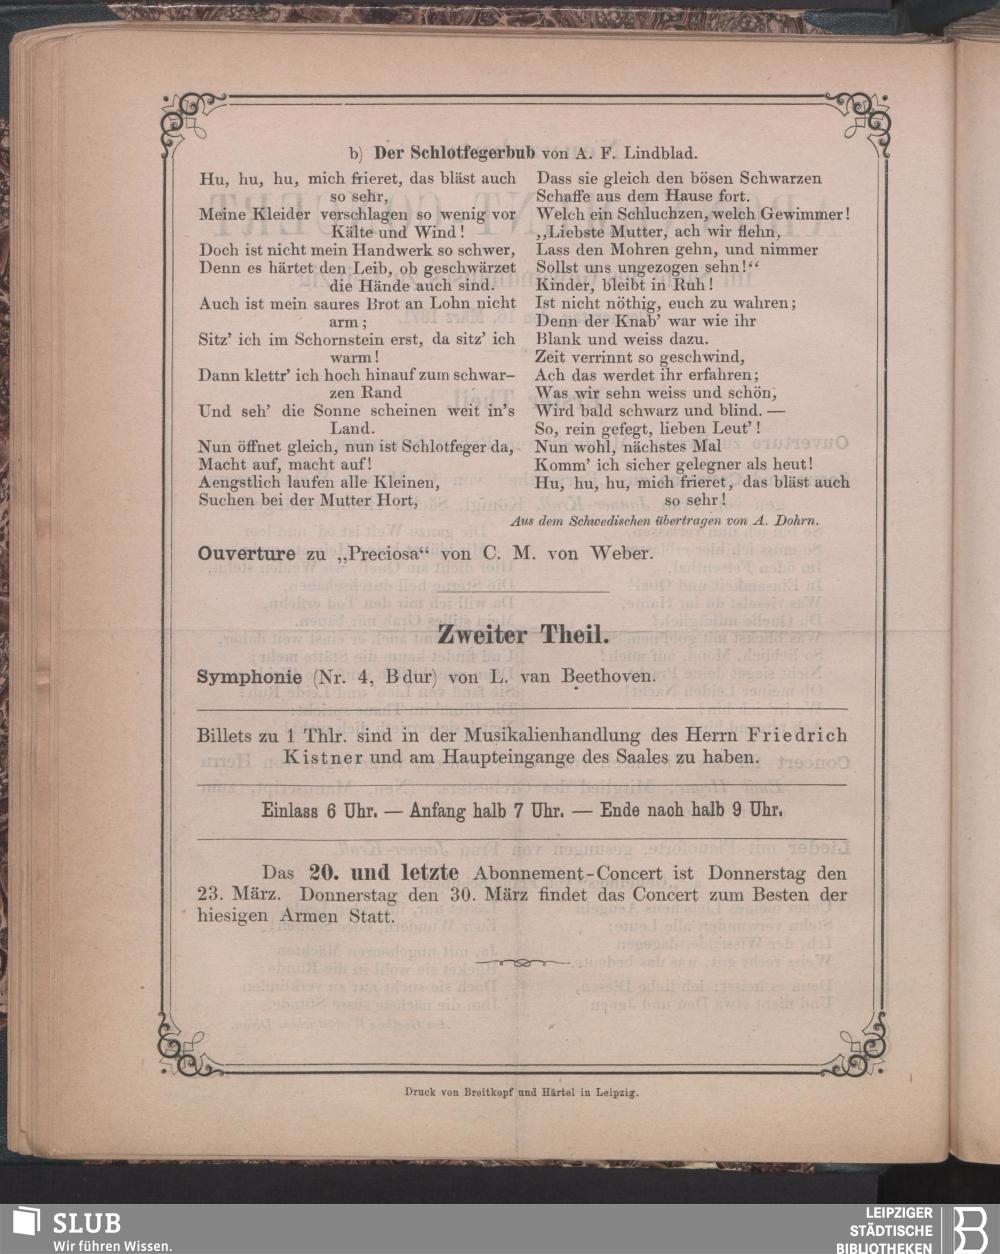 b) Der Schlotfegerbub von A. F. Lindblad.
Hu, hu, hu, mich frieret, das bläst auch
so sehr,
Meine Kleider verschlagen so wenig vor
Kälte und Wind!
Doch ist nicht mein Handwerk so schwer,
Denn es härtet den Leib, ob geschwärzet
die Hände auch sind.
Auch ist mein saures Brot an Lohn nicht
arm;
Sitz' ich im Schornstein erst, da sitz' ich
warm!
Dann klettr' ich hoch hinauf zum schwar-
zen Rand
Und seh' die Sonne scheinen weit in's
Land.
Nun öffnet gleich, nun ist Schlotfeger da,
Macht auf, macht auf!
Aengstlich laufen alle Kleinen,
Suchen bei der Mutter Hort,
Dass sie gleich den bösen Schwarzen
Schaffe aus dem Hause fort.
Welch ein Schluchzen, welch Gewimmer!
„Liebste Mutter, ach wir flehn,
Lass den Mohren gehn, und nimmer
Sollst uns ungezogen sehn!“
Kinder, bleibt in Ruh!
Ist nicht nöthig, euch zu wahren;
Denn der Knab' war wie ihr
Blank und weiss dazu.
Zeit verrinnt so geschwind,
Ach das werdet ihr erfahren;
Was wir sehn weiss und schön,
Wird bald schwarz und blind. —
So, rein gefegt, lieben Leut'!
Nun wohl, nächstes Mal
Komm' ich sicher gelegner als heut!
Hu, hu, hu, mich frieret, das bläst auch
so sehr!
Aus dem Schwedischen übertragen von A. Dohrn.
Ouverture zu „Preciosa“ von C. M. von Weber.
Zweiter Theil.
Symphonie (Nr. 4, B dur) von L. van Beethoven.
Billets zu 1 Thlr. sind in der Musikalienhandlung des Herrn Friedrich
Kistner und am Haupteingange des Saales zu haben.
Einlass 6 Uhr. — Anfang halb 7 Uhr. — Ende nach halb 9 Uhr.
Das 20. und letzte Abonnement-Concert ist Donnerstag den
23. März. Donnerstag den 30. März findet das Concert zum Besten der
hiesigen Armen Statt.
Druck von Breitkopf und Härtel in Leipzig.
SLUB
Wir führen Wissen.
LEIPZIGER
STÄDTISCHE
BIBLIOTHEKEN